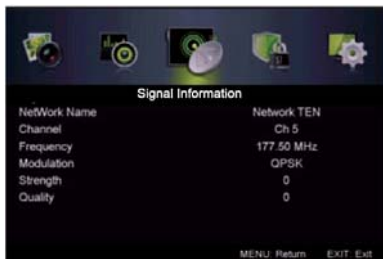 Signal Information
NetWork Name Network TEN
Channel Ch 5
Frequency 177.50 MHz
Modulation QPSK
Strength 0
Quality 0
MENU: Return EXIT: Exit